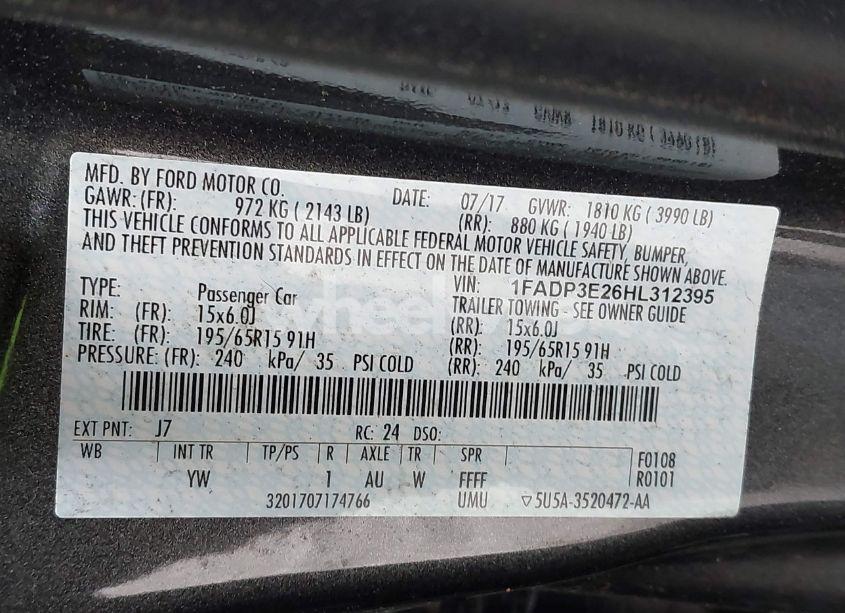 MFD. BY FORD MOTOR CO. DATE: 07/17 GVWR: 1810 KG ( 3990 LB)
GAWR: (FR): 972 KG ( 2143 LB) (RR): 880 KG ( 1940 LB)
THIS VEHICLE CONFORMS TO ALL APPLICABLE FEDERAL MOTOR VEHICLE SAFETY, BUMPER,
AND THEFT PREVENTION STANDARDS IN EFFECT ON THE DATE OF MANUFACTURE SHOWN ABOVE.
VIN: 1FADP3E26HL312395
TYPE: Passenger Car TRAILER TOWING - SEE OWNER GUIDE
RIM: (FR): 15x6.0J (RR): 15x6.0J
TIRE: (FR): 195/65R15 91H (RR): 195/65R15 91H
PRESSURE: (FR): 240 kPa/ 35 PSI COLD (RR): 240 kPa/ 35 PSI COLD
EXT PNT: J7 RC: 24 DSO:
WB INT TR TP/PS R AXLE TR SPR F0108
YW 1 AU W FFFF R0101
3201707174766 UMU ▽5U5A-3520472-AA
1810 KG ( 3990 LB)